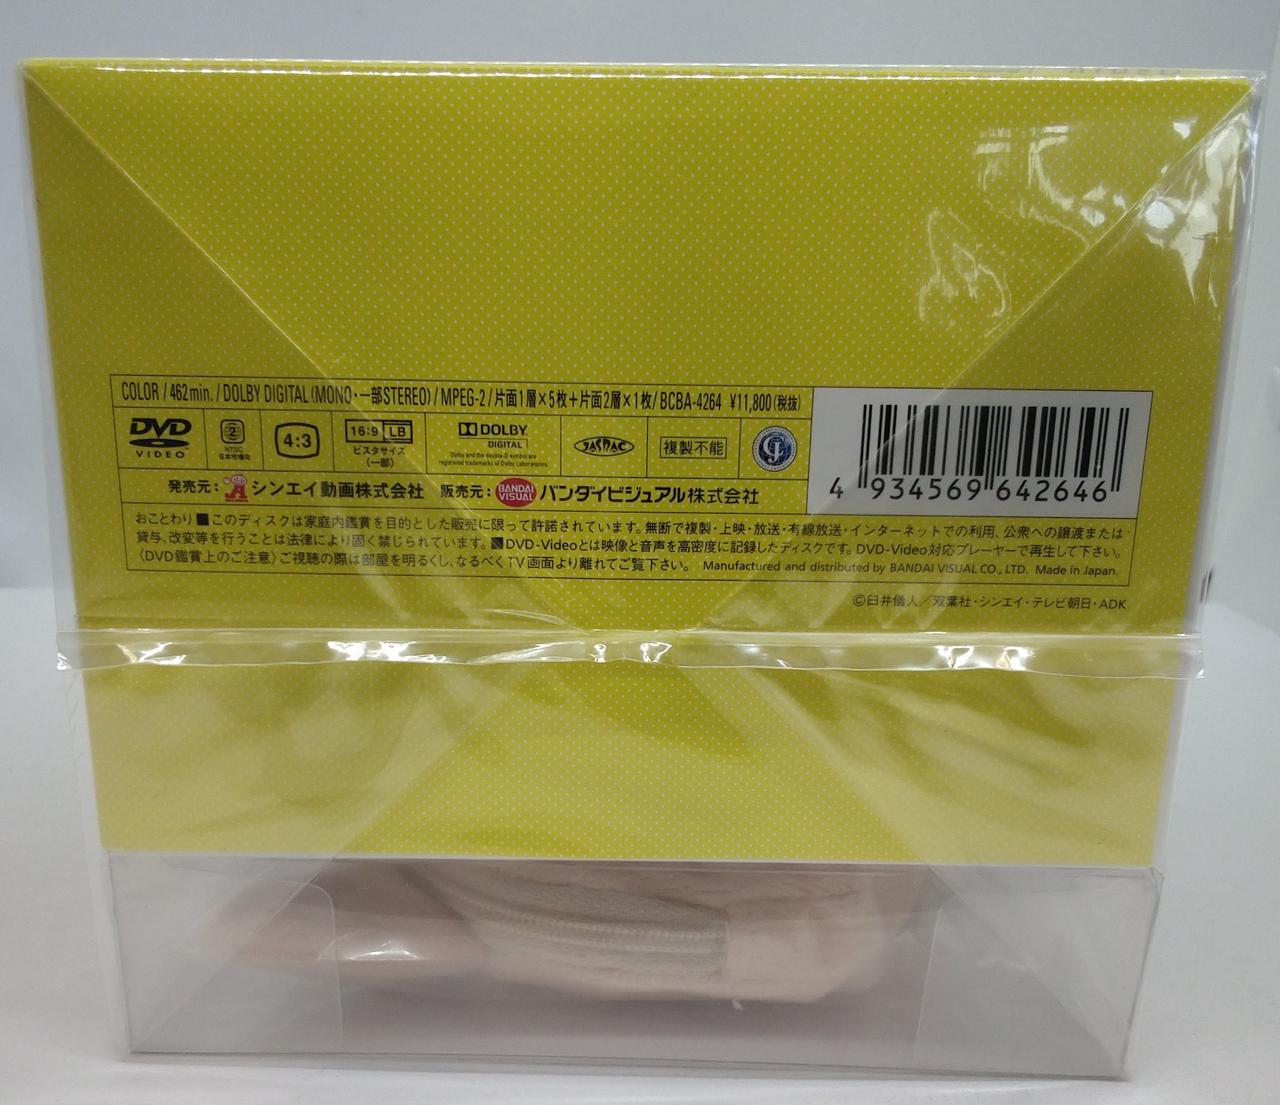 COLOR / 462min. / DOLBY DIGITAL (MONO・一部STEREO) / MPEG-2 / 片面1層×5枚+片面2層×1枚 / BCBA-4264 ¥11,800(税抜)
DVD
VIDEO
2
NTSC
日本市場向
4:3
16:9 LB
ビスタサイズ
(一部)
DOLBY
DIGITAL
Dolby and the double-D symbol are
registered trademarks of Dolby Laboratories.
JASRAC
複製不能
発売元: シンエイ動画株式会社 販売元: BANDAI VISUAL バンダイビジュアル株式会社
4 934569 642646
おことわり ■このディスクは家庭内鑑賞を目的とした販売に限って許諾されています。無断で複製・上映・放送・有線放送・インターネットでの利用、公衆への譲渡または
貸与、改変等を行うことは法律により固く禁じられています。■DVD-Videoとは映像と音声を高密度に記録したディスクです。DVD-Video対応プレーヤーで再生して下さい。
(DVD鑑賞上のご注意)ご視聴の際は部屋を明るくし、なるべくTV画面より離れてご覧下さい。 Manufactured and distributed by BANDAI VISUAL CO., LTD. Made in Japan.
©臼井儀人/双葉社・シンエイ・テレビ朝日・ADK